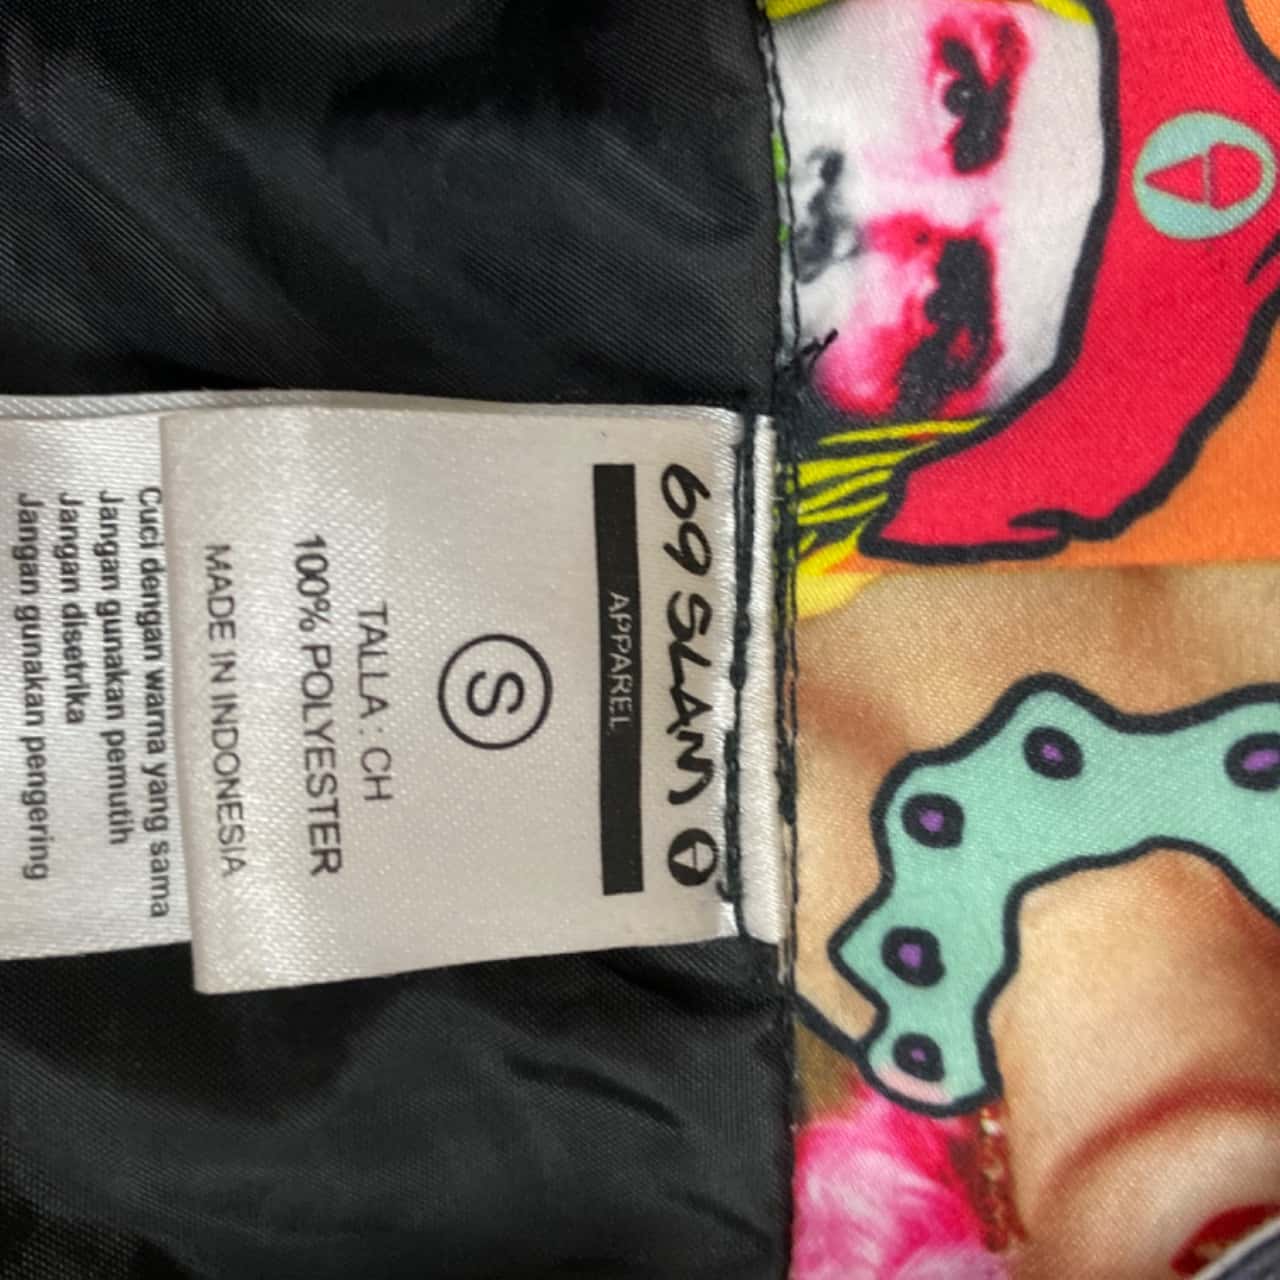 69 SLAM
APPAREL
S
TALLA : CH
100% POLYESTER
MADE IN INDONESIA
Cuci dengan warna yang sama
Jangan gunakan pemutih
Jangan disetrika
Jangan gunakan pengering